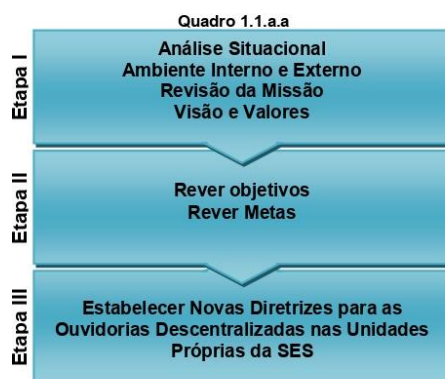 Quadro 1.1.a.a
Etapa I
Análise Situacional
Ambiente Interno e Externo
Revisão da Missão
Visão e Valores
Etapa II
Rever objetivos
Rever Metas
Etapa III
Estabelecer Novas Diretrizes para as
Ouvidorias Descentralizadas nas Unidades
Próprias da SES